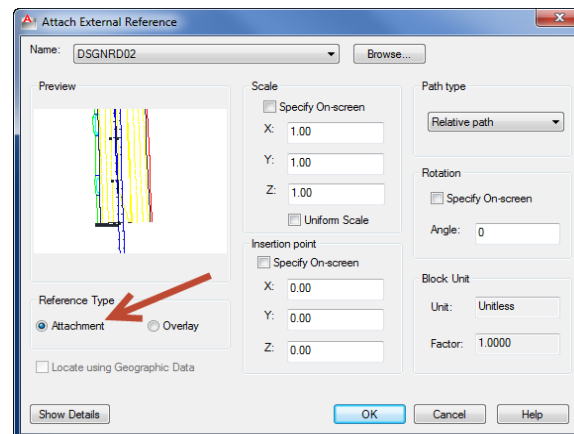 Attach External Reference
Name: DSGNRD02 Browse...
Preview
Reference Type
Attachment Overlay
Locate using Geographic Data
Scale
Specify On-screen
X: 1.00
Y: 1.00
Z: 1.00
Uniform Scale
Insertion point
Specify On-screen
X: 0.00
Y: 0.00
Z: 0.00
Path type
Relative path
Rotation
Specify On-screen
Angle: 0
Block Unit
Unit: Unitless
Factor: 1.0000
Show Details OK Cancel Help